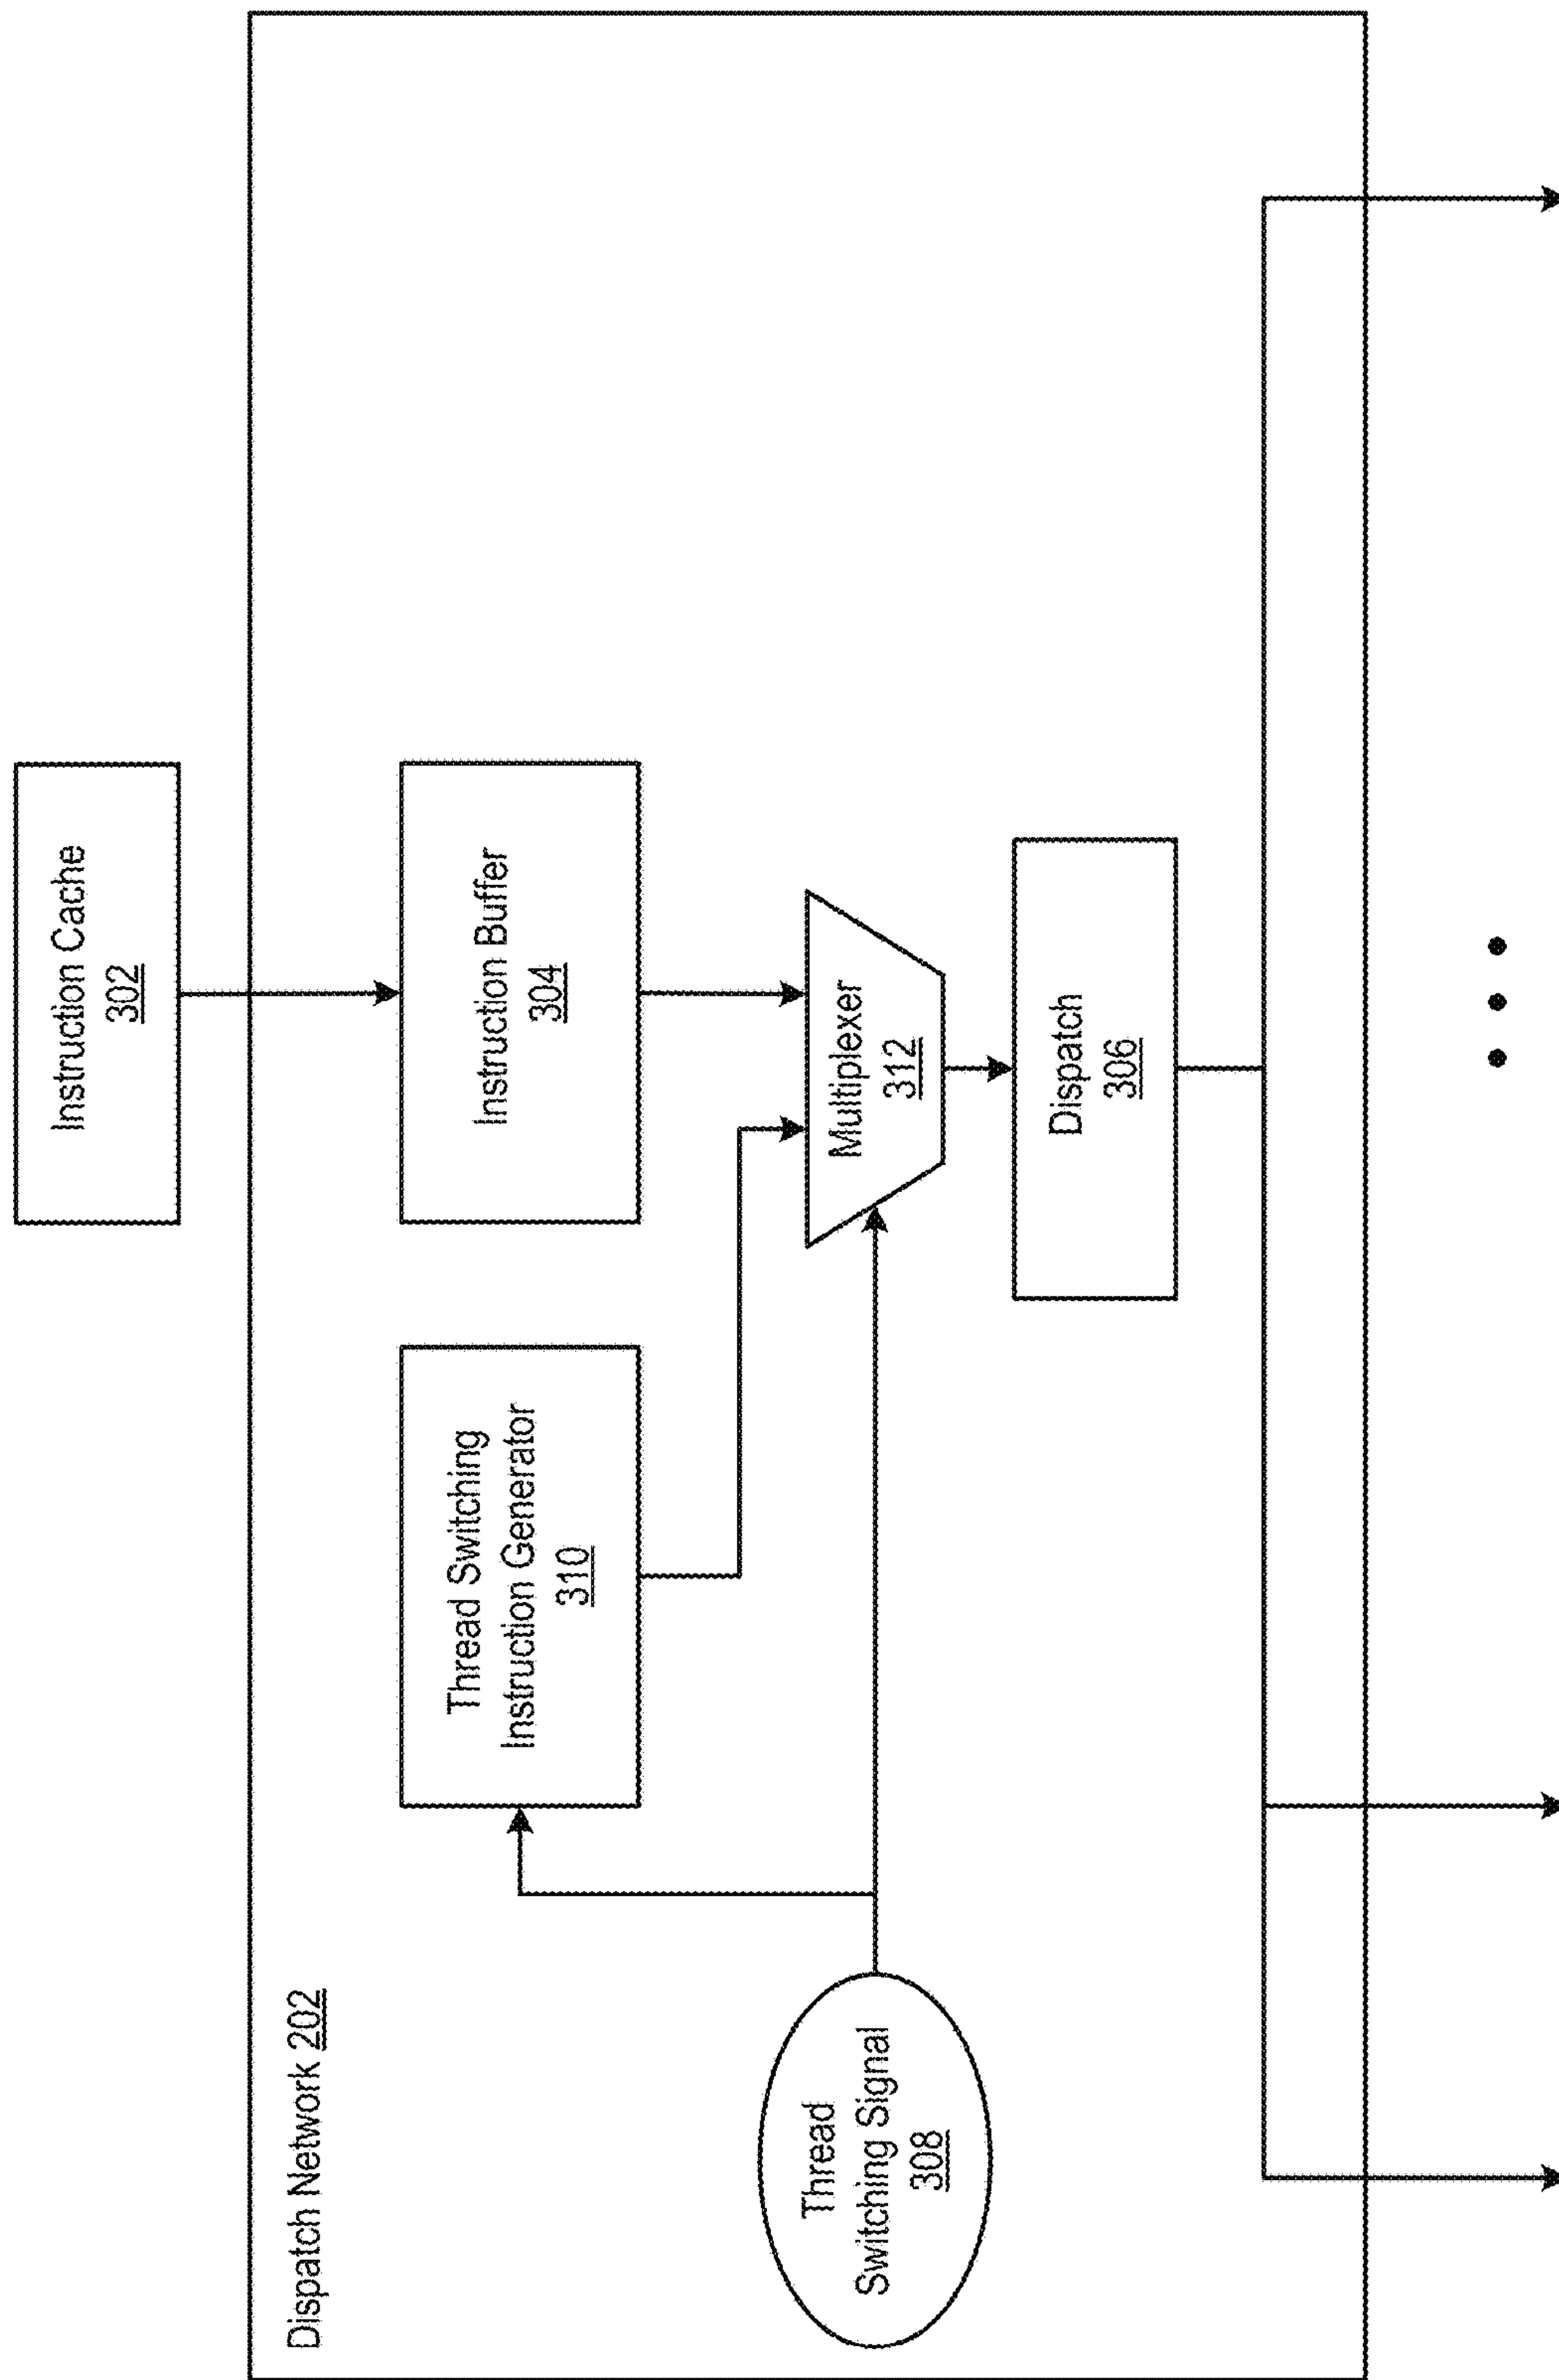 Instruction Cache
302
Dispatch Network 202
Thread Switching
Instruction Generator
310
Instruction Buffer
304
Thread
Switching Signal
308
Multiplexer
312
Dispatch
306